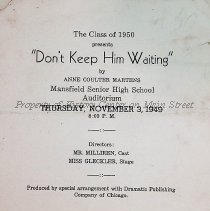 The Class of 1950
presents
"Don't Keep Him Waiting"
by
ANNE COULTER MARTENS
Mansfield Senior High School
Auditorium
Property of History Center on Main Street
THURSDAY, NOVEMBER 3, 1949
8:00 P. M.
Directors:
MR. MILLIREN, Cast
MISS GLECKLER, Stage
Produced by special arrangement with Dramatic Publishing
Company of Chicago.